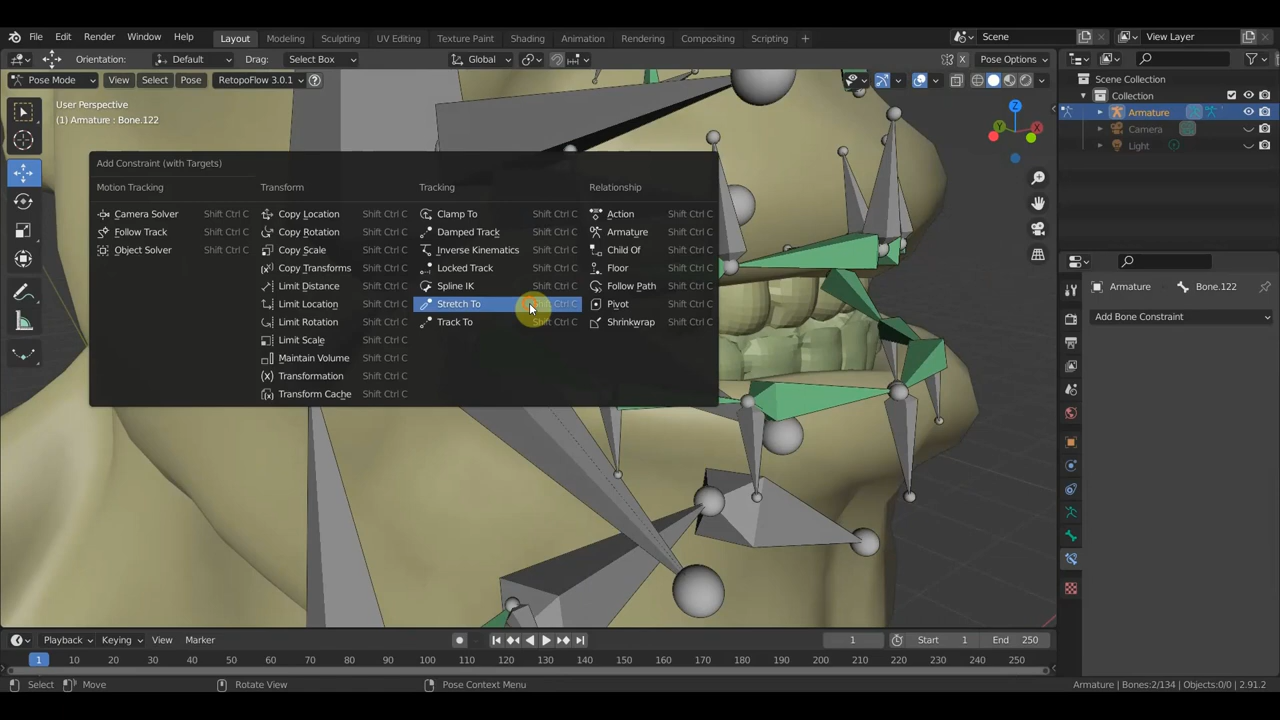 File Edit Render Window Help Layout Modeling Sculpting UV Editing Texture Paint Shading Animation Rendering Compositing Scripting + Scene View Layer
Orientation: Default Drag: Select Box Global Pose Options
Pose Mode View Select Pose RetopoFlow 3.0.1 Scene Collection
Collection
User Perspective
(1) Armature : Bone.122
Armature
Camera
Light
Z
Y
X
Add Constraint (with Targets)
Motion Tracking Transform Tracking Relationship
Camera Solver Shift Ctrl C Copy Location Shift Ctrl C Clamp To Shift Ctrl C Action Shift Ctrl C
Follow Track Shift Ctrl C Copy Rotation Shift Ctrl C Damped Track Shift Ctrl C Armature Shift Ctrl C
Object Solver Shift Ctrl C Copy Scale Shift Ctrl C Inverse Kinematics Shift Ctrl C Child Of Shift Ctrl C
Copy Transforms Shift Ctrl C Locked Track Shift Ctrl C Floor Shift Ctrl C
Limit Distance Shift Ctrl C Spline IK Shift Ctrl C Follow Path Shift Ctrl C
Limit Location Shift Ctrl C Stretch To Ctrl C Pivot Shift Ctrl C
Limit Rotation Shift Ctrl C Track To Shift Ctrl C Shrinkwrap Shift Ctrl C
Limit Scale Shift Ctrl C
Maintain Volume Shift Ctrl C
Transformation Shift Ctrl C
Transform Cache Shift Ctrl C
Armature Bone.122
Add Bone Constraint
Playback Keying View Marker 1 Start 1 End 250
1 10 20 30 40 50 60 70 80 90 100 110 120 130 140 150 160 170 180 190 200 210 220 230 240 250
Select Move Rotate View Pose Context Menu Armature | Bones:2/134 | Objects:0/0 | 2.91.2